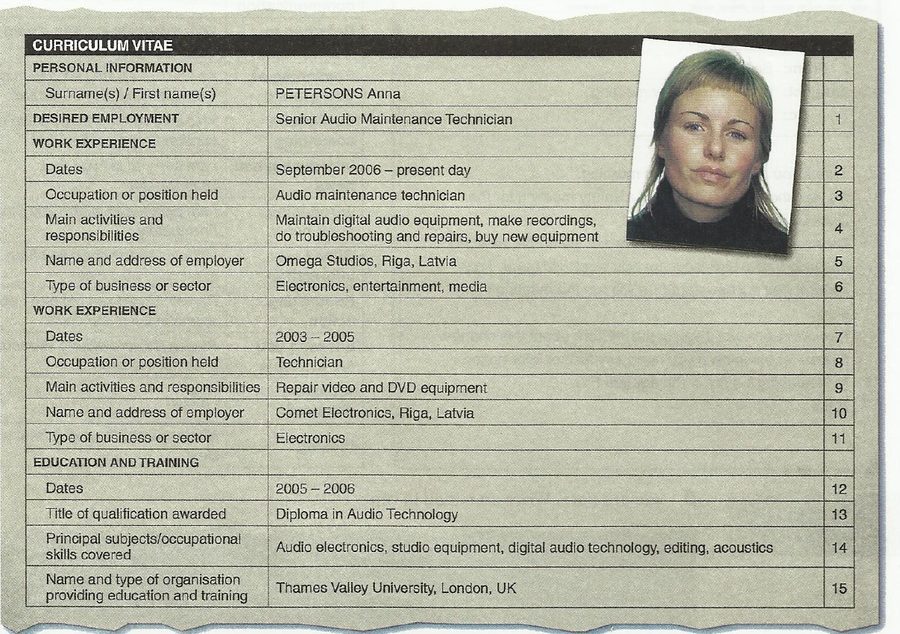 CURRICULUM VITAE
PERSONAL INFORMATION
Surname(s) / First name(s) PETERSONS Anna
DESIRED EMPLOYMENT Senior Audio Maintenance Technician 1
WORK EXPERIENCE
Dates September 2006 – present day 2
Occupation or position held Audio maintenance technician 3
Main activities and responsibilities Maintain digital audio equipment, make recordings,
do troubleshooting and repairs, buy new equipment 4
Name and address of employer Omega Studios, Riga, Latvia 5
Type of business or sector Electronics, entertainment, media 6
WORK EXPERIENCE
Dates 2003 – 2005 7
Occupation or position held Technician 8
Main activities and responsibilities Repair video and DVD equipment 9
Name and address of employer Comet Electronics, Riga, Latvia 10
Type of business or sector Electronics 11
EDUCATION AND TRAINING
Dates 2005 – 2006 12
Title of qualification awarded Diploma in Audio Technology 13
Principal subjects/occupational
skills covered Audio electronics, studio equipment, digital audio technology, editing, acoustics 14
Name and type of organisation
providing education and training Thames Valley University, London, UK 15